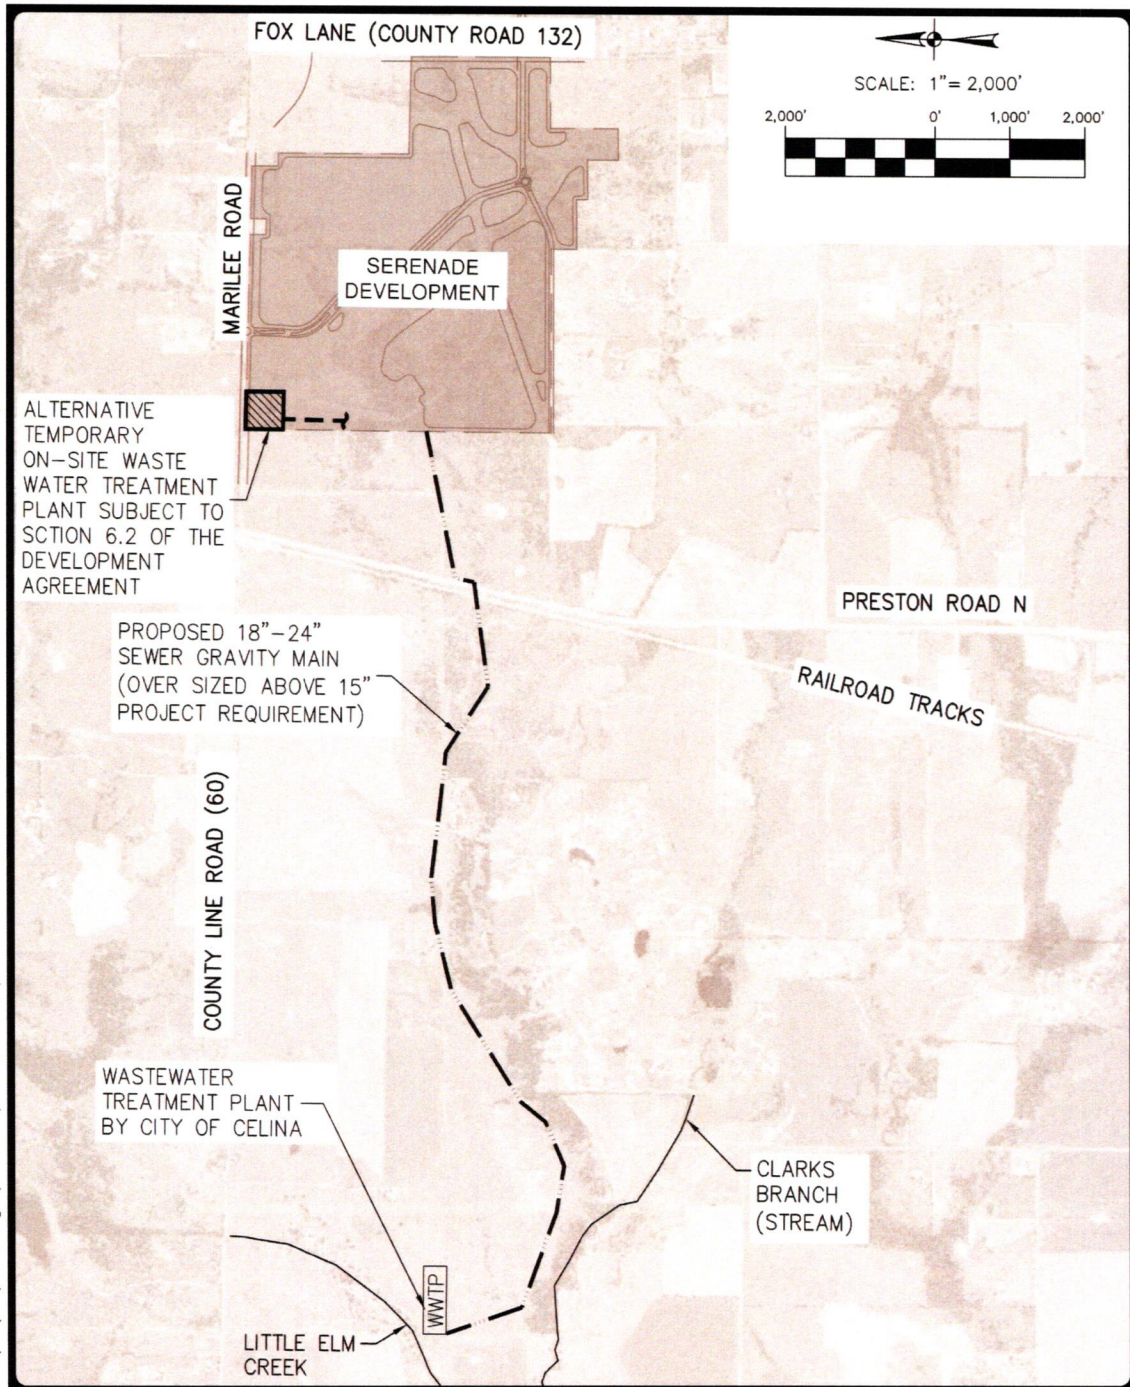 FOX LANE (COUNTY ROAD 132)
SCALE: 1"= 2,000'
2,000' 0' 1,000' 2,000'
MARILEE ROAD
SERENADE
DEVELOPMENT
ALTERNATIVE
TEMPORARY
ON-SITE WASTE
WATER TREATMENT
PLANT SUBJECT TO
SCTION 6.2 OF THE
DEVELOPMENT
AGREEMENT
PRESTON ROAD N
PROPOSED 18"-24"
SEWER GRAVITY MAIN
(OVER SIZED ABOVE 15"
PROJECT REQUIREMENT)
RAILROAD TRACKS
COUNTY LINE ROAD (60)
WASTEWATER
TREATMENT PLANT
BY CITY OF CELINA
CLARKS
BRANCH
(STREAM)
WWTP
LITTLE ELM
CREEK